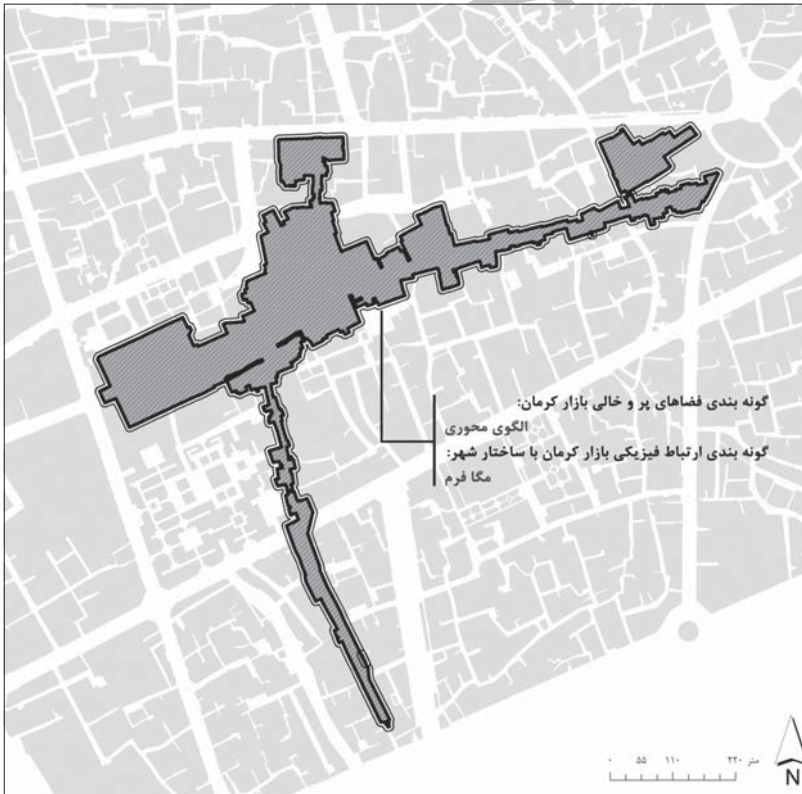 گونه بندی فضاهای پر و خالی بازار کرمان:
الگوی محوری
گونه بندی ارتباط فیزیکی بازار کرمان با ساختار شهر:
مگا فرم
۰ ۵۵ ۱۱۰ ۲۲۰ متر
N